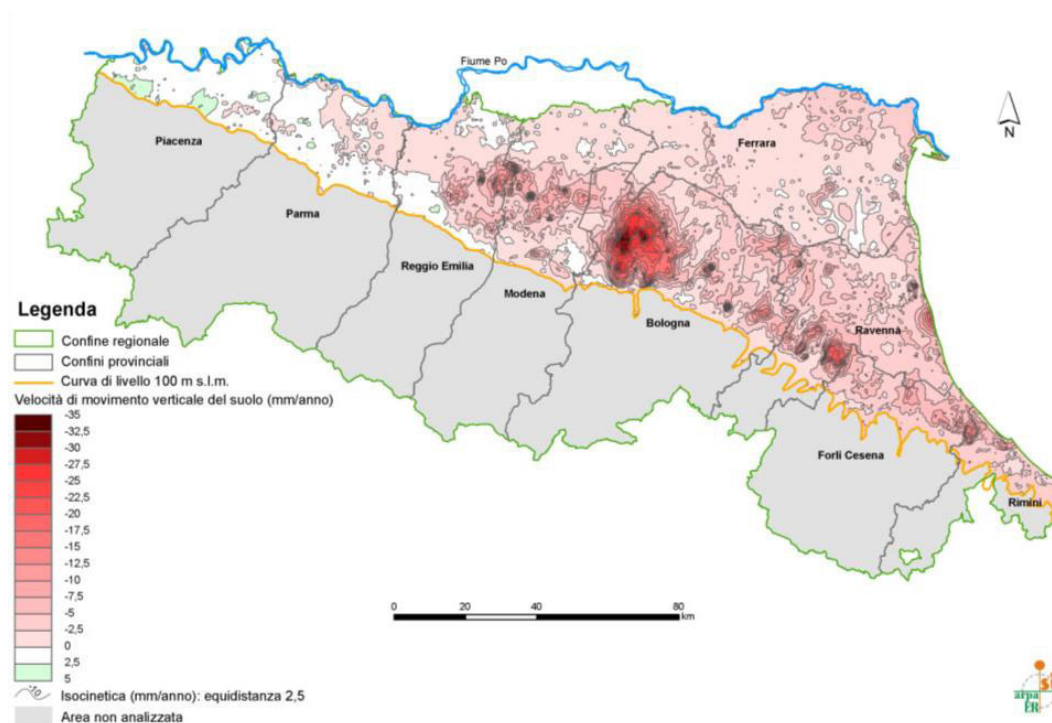 Fiume Po
N
Piacenza
Ferrara
Parma
Reggio Emilia
Modena
Bologna
Ravenna
Forlì Cesena
Rimini
Legenda
Confine regionale
Confini provinciali
Curva di livello 100 m s.l.m.
Velocità di movimento verticale del suolo (mm/anno)
-35
-32,5
-30
-27,5
-25
-22,5
-20
-17,5
-15
-12,5
-10
-7,5
-5
-2,5
0
2,5
5
10
Isocinetica (mm/anno): equidistanza 2,5
Area non analizzata
0 20 40 80
km
arpa
ER